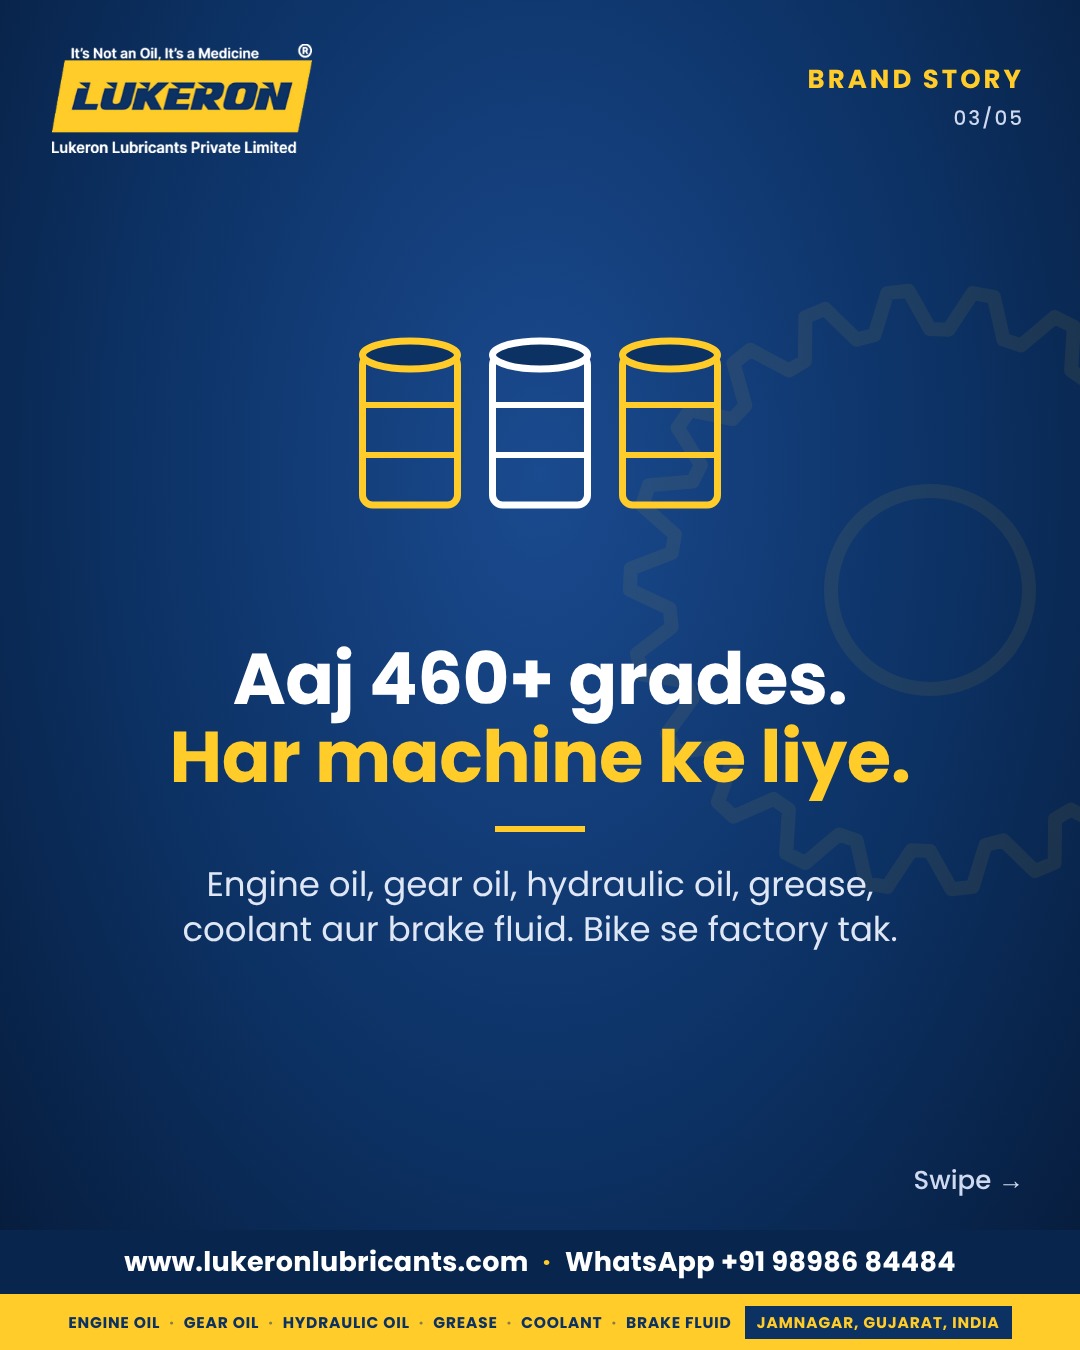 It's Not an Oil, It's a Medicine ®
LUKERON
Lukeron Lubricants Private Limited
BRAND STORY
03/05
Aaj 460+ grades.
Har machine ke liye.
Engine oil, gear oil, hydraulic oil, grease,
coolant aur brake fluid. Bike se factory tak.
Swipe →
www.lukeronlubricants.com · WhatsApp +91 98986 84484
ENGINE OIL · GEAR OIL · HYDRAULIC OIL · GREASE · COOLANT · BRAKE FLUID JAMNAGAR, GUJARAT, INDIA